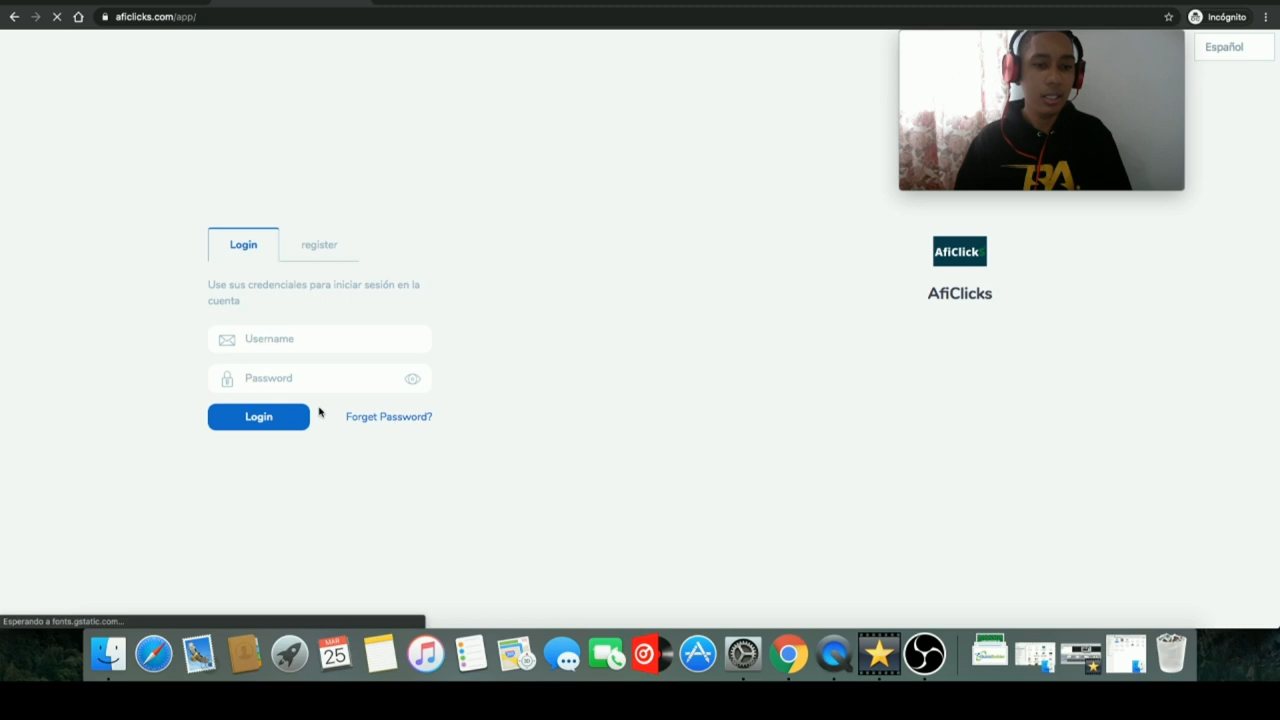 aficlicks.com/app/
Incógnito
Español
Login
register
Use sus credenciales para iniciar sesión en la
cuenta
Username
Password
Login
Forget Password?
AfiClick
AfiClicks
Esperando a fonts.gstatic.com...
MAR
25